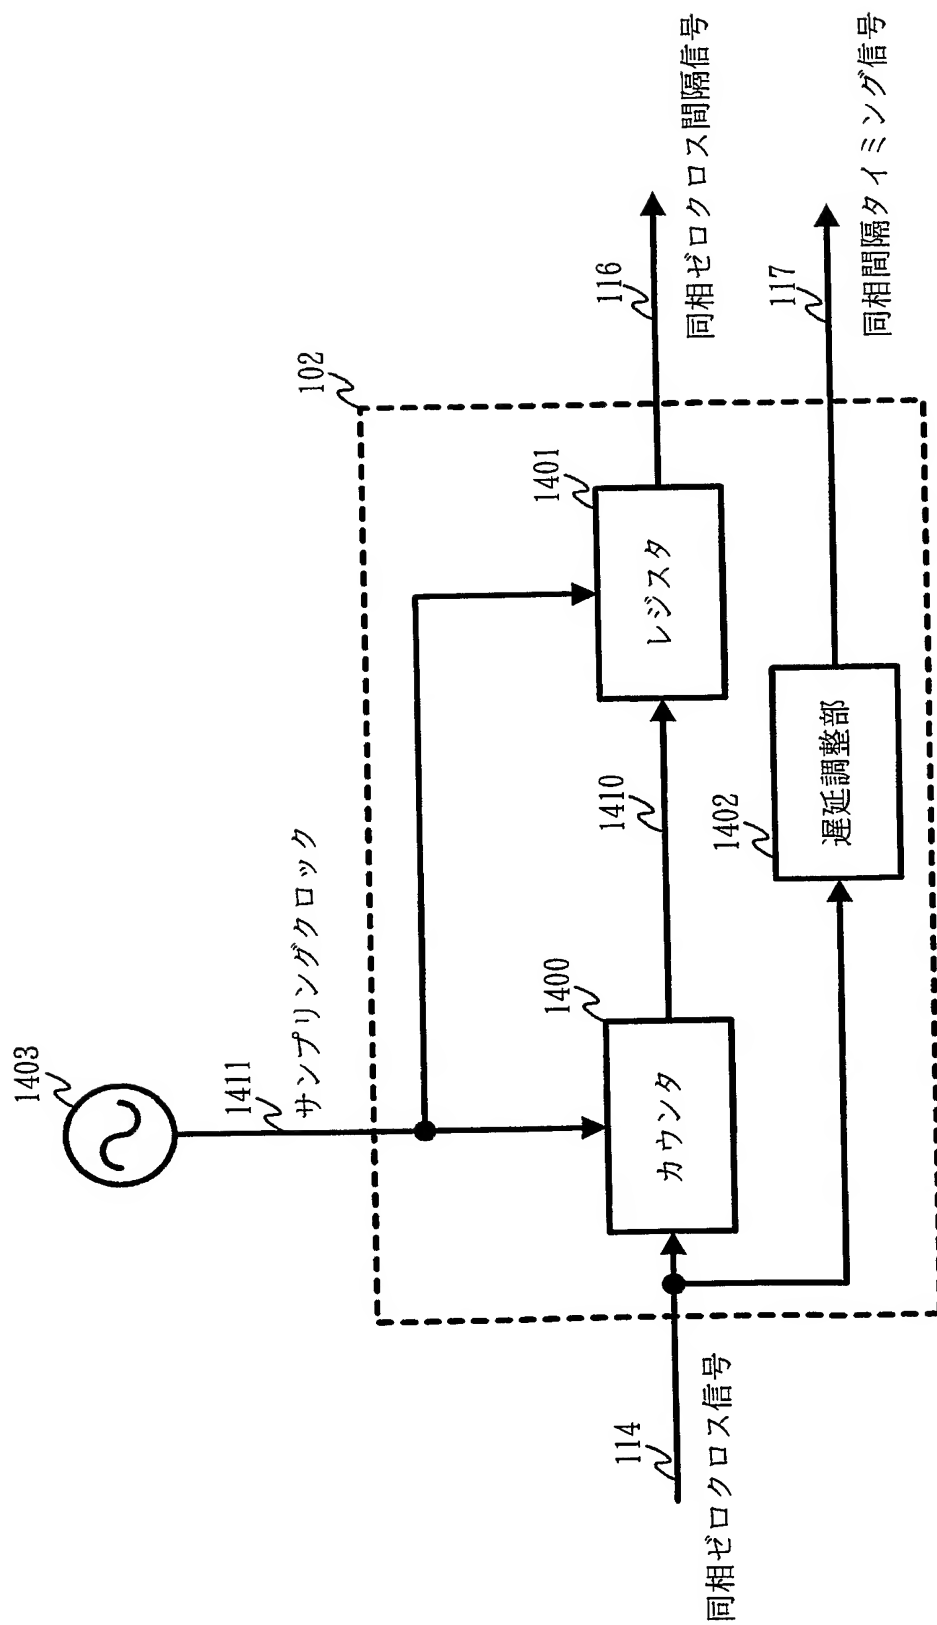 1403
1411
サンプリングクロック
102
114
同相ゼロクロス信号
1400
カウンタ
1410
1401
レジスタ
1402
遅延調整部
116
同相ゼロクロス間隔信号
117
同相間隔タイミング信号